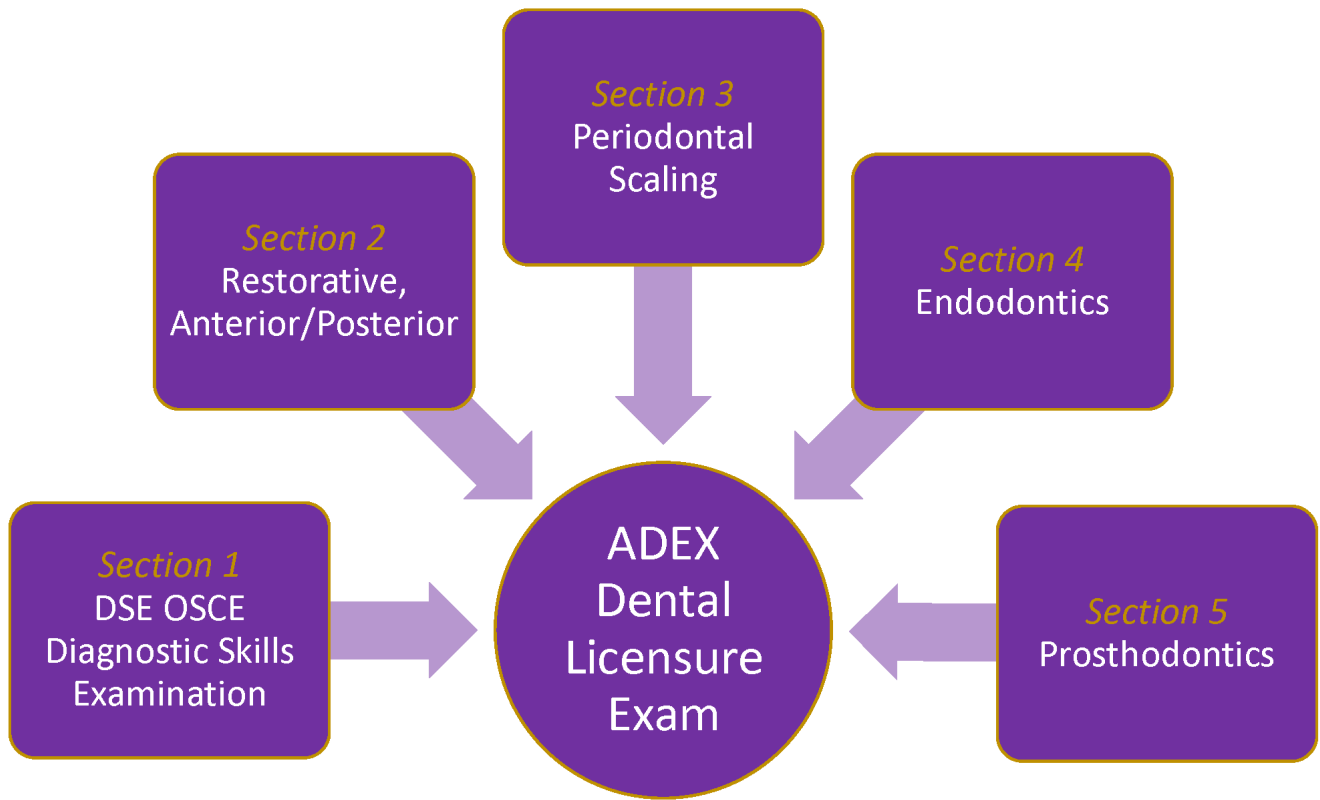 Section 1
DSE OSCE
Diagnostic Skills
Examination
Section 2
Restorative,
Anterior/Posterior
Section 3
Periodontal
Scaling
Section 4
Endodontics
Section 5
Prosthodontics
ADEX
Dental
Licensure
Exam